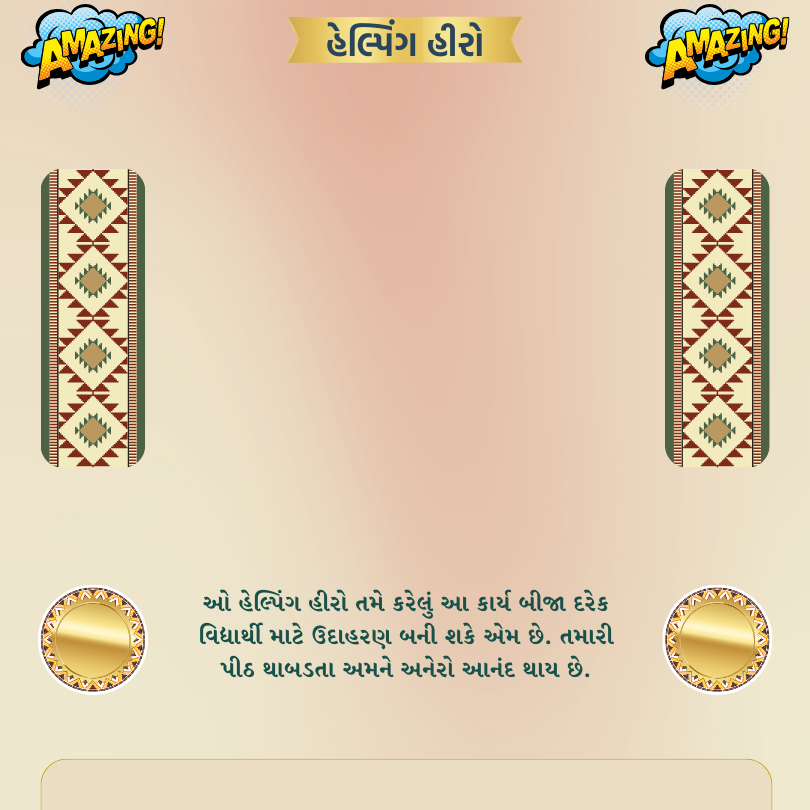 AMAZING!
હેલ્પિંગ હીરો
AMAZING!
ઓ હેલ્પિંગ હીરો તમે કરેલું આ કાર્ય બીજા દરેક
વિદ્યાર્થી માટે ઉદાહરણ બની શકે એમ છે. તમારી
પીઠ થાબડતા અમને અનેરો આનંદ થાય છે.